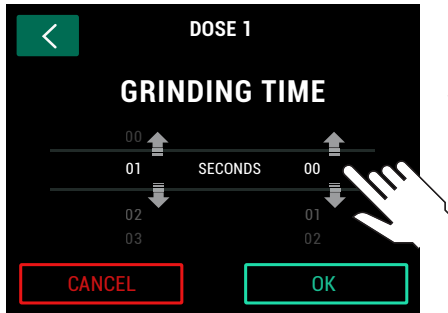 DOSE 1
GRINDING TIME
00
01 SECONDS 00
02 01
03 02
CANCEL OK